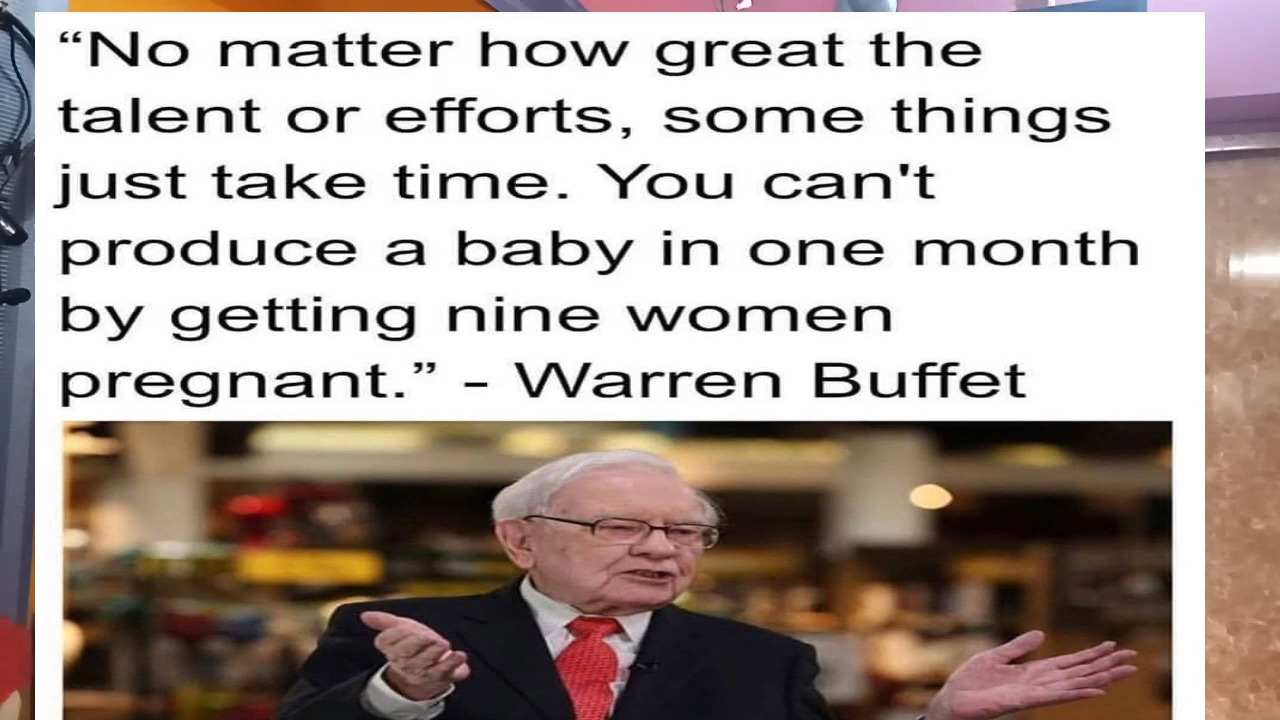 “No matter how great the
talent or efforts, some things
just take time. You can't
produce a baby in one month
by getting nine women
pregnant.” - Warren Buffet